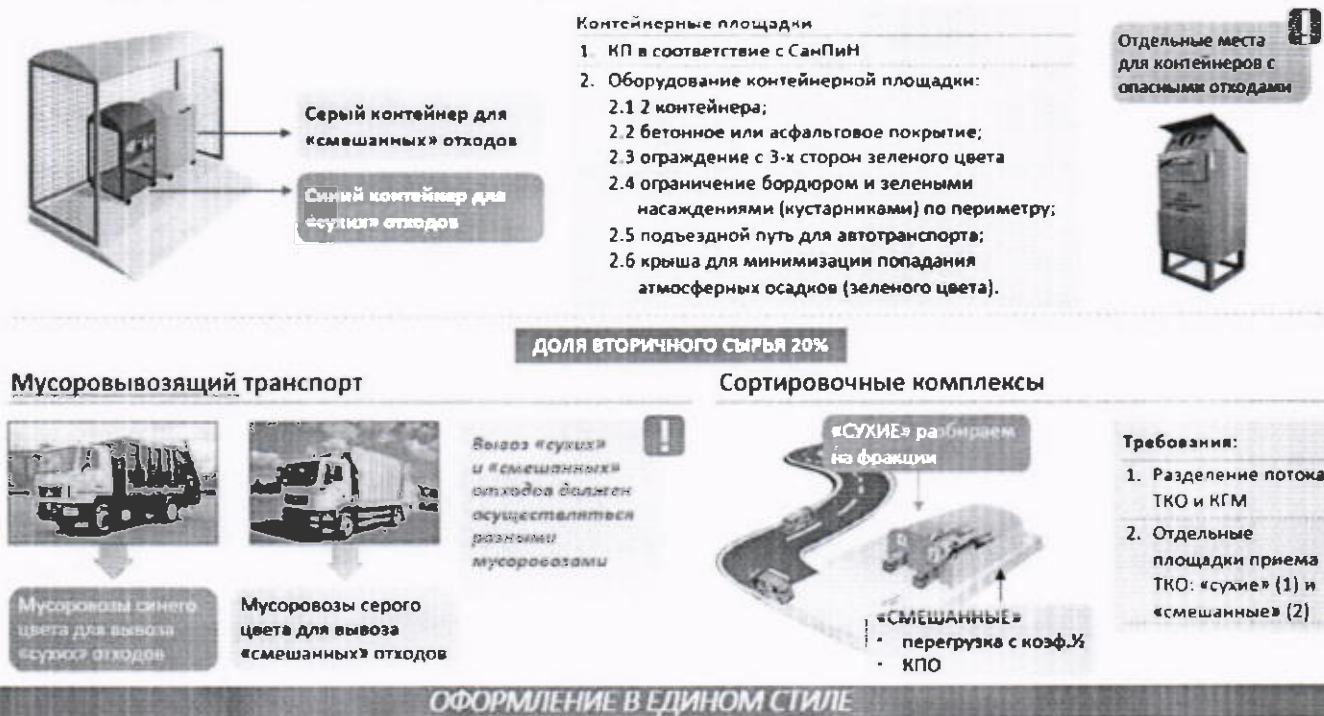 Контейнерные площадки
1. КП в соответствие с СанПиН
2. Оборудование контейнерной площадки:
2.1 2 контейнера;
2.2 бетонное или асфальтовое покрытие;
2.3 ограждение с 3-х сторон зеленого цвета
2.4 ограничение бордюром и зелеными
насаждениями (кустарниками) по периметру;
2.5 подъездной путь для автотранспорта;
2.6 крыша для минимизации попадания
атмосферных осадков (зеленого цвета).
Серый контейнер для
«смешанных» отходов
Синий контейнер для
«сухих» отходов
!
Отдельные места
для контейнеров с
опасными отходами
ДОЛЯ ВТОРИЧНОГО СЫРЬЯ 20%
Мусоровывозящий транспорт
Мусоровозы синего
цвета для вывоза
«сухих» отходов
Мусоровозы серого
цвета для вывоза
«смешанных» отходов
!
Вывоз «сухих»
и «смешанных»
отходов должен
осуществляться
разными
мусоровозами
Сортировочные комплексы
«СУХИЕ» разбираем
на фракции
«СМЕШАННЫЕ»
· перегрузка с коэф.½
· КПО
Требования:
1. Разделение потока
ТКО и КГМ
2. Отдельные
площадки приема
ТКО: «сухие» (1) и
«смешанные» (2)
ОФОРМЛЕНИЕ В ЕДИНОМ СТИЛЕ